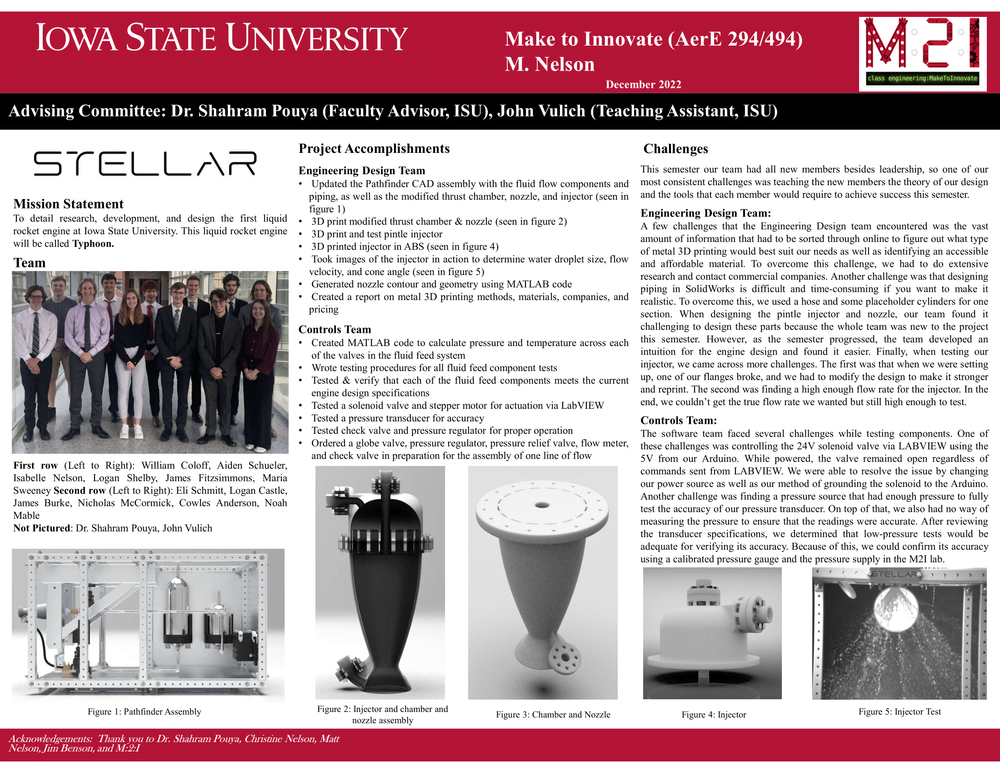 IOWA STATE UNIVERSITY
Make to Innovate (AerE 294/494)
M. Nelson
December 2022
M2I
class engineering:MakeToInnovate
Advising Committee: Dr. Shahram Pouya (Faculty Advisor, ISU), John Vulich (Teaching Assistant, ISU)
STELLAR
Mission Statement
To detail research, development, and design the first liquid
rocket engine at Iowa State University. This liquid rocket engine
will be called Typhoon.
Team
First row (Left to Right): William Coloff, Aiden Schueler,
Isabelle Nelson, Logan Shelby, James Fitzsimmons, Maria
Sweeney Second row (Left to Right): Eli Schmitt, Logan Castle,
James Burke, Nicholas McCormick, Cowles Anderson, Noah
Mable
Not Pictured: Dr. Shahram Pouya, John Vulich
Figure 1: Pathfinder Assembly
Project Accomplishments
Engineering Design Team
• Updated the Pathfinder CAD assembly with the fluid flow components and
piping, as well as the modified thrust chamber, nozzle, and injector (seen in
figure 1)
• 3D print modified thrust chamber & nozzle (seen in figure 2)
• 3D print and test pintle injector
• 3D printed injector in ABS (seen in figure 4)
• Took images of the injector in action to determine water droplet size, flow
velocity, and cone angle (seen in figure 5)
• Generated nozzle contour and geometry using MATLAB code
• Created a report on metal 3D printing methods, materials, companies, and
pricing
Controls Team
• Created MATLAB code to calculate pressure and temperature across each
of the valves in the fluid feed system
• Wrote testing procedures for all fluid feed component tests
• Tested & verify that each of the fluid feed components meets the current
engine design specifications
• Tested a solenoid valve and stepper motor for actuation via LabVIEW
• Tested a pressure transducer for accuracy
• Tested check valve and pressure regulator for proper operation
• Ordered a globe valve, pressure regulator, pressure relief valve, flow meter,
and check valve in preparation for the assembly of one line of flow
Figure 2: Injector and chamber and
nozzle assembly
Figure 3: Chamber and Nozzle
Challenges
This semester our team had all new members besides leadership, so one of our
most consistent challenges was teaching the new members the theory of our design
and the tools that each member would require to achieve success this semester.
Engineering Design Team:
A few challenges that the Engineering Design team encountered was the vast
amount of information that had to be sorted through online to figure out what type
of metal 3D printing would best suit our needs as well as identifying an accessible
and affordable material. To overcome this challenge, we had to do extensive
research and contact commercial companies. Another challenge was that designing
piping in SolidWorks is difficult and time-consuming if you want to make it
realistic. To overcome this, we used a hose and some placeholder cylinders for one
section. When designing the pintle injector and nozzle, our team found it
challenging to design these parts because the whole team was new to the project
this semester. However, as the semester progressed, the team developed an
intuition for the engine design and found it easier. Finally, when testing our
injector, we came across more challenges. The first was that when we were setting
up, one of our flanges broke, and we had to modify the design to make it stronger
and reprint. The second was finding a high enough flow rate for the injector. In the
end, we couldn't get the true flow rate we wanted but still high enough to test.
Controls Team:
The software team faced several challenges while testing components. One of
these challenges was controlling the 24V solenoid valve via LABVIEW using the
5V from our Arduino. While powered, the valve remained open regardless of
commands sent from LABVIEW. We were able to resolve the issue by changing
our power source as well as our method of grounding the solenoid to the Arduino.
Another challenge was finding a pressure source that had enough pressure to fully
test the accuracy of our pressure transducer. On top of that, we also had no way of
measuring the pressure to ensure that the readings were accurate. After reviewing
the transducer specifications, we determined that low-pressure tests would be
adequate for verifying its accuracy. Because of this, we could confirm its accuracy
using a calibrated pressure gauge and the pressure supply in the M2I lab.
STELLAR
Figure 4: Injector
Figure 5: Injector Test
Acknowledgements: Thank you to Dr. Shahram Pouya, Christine Nelson, Matt
Nelson, Jim Benson, and M:2:I